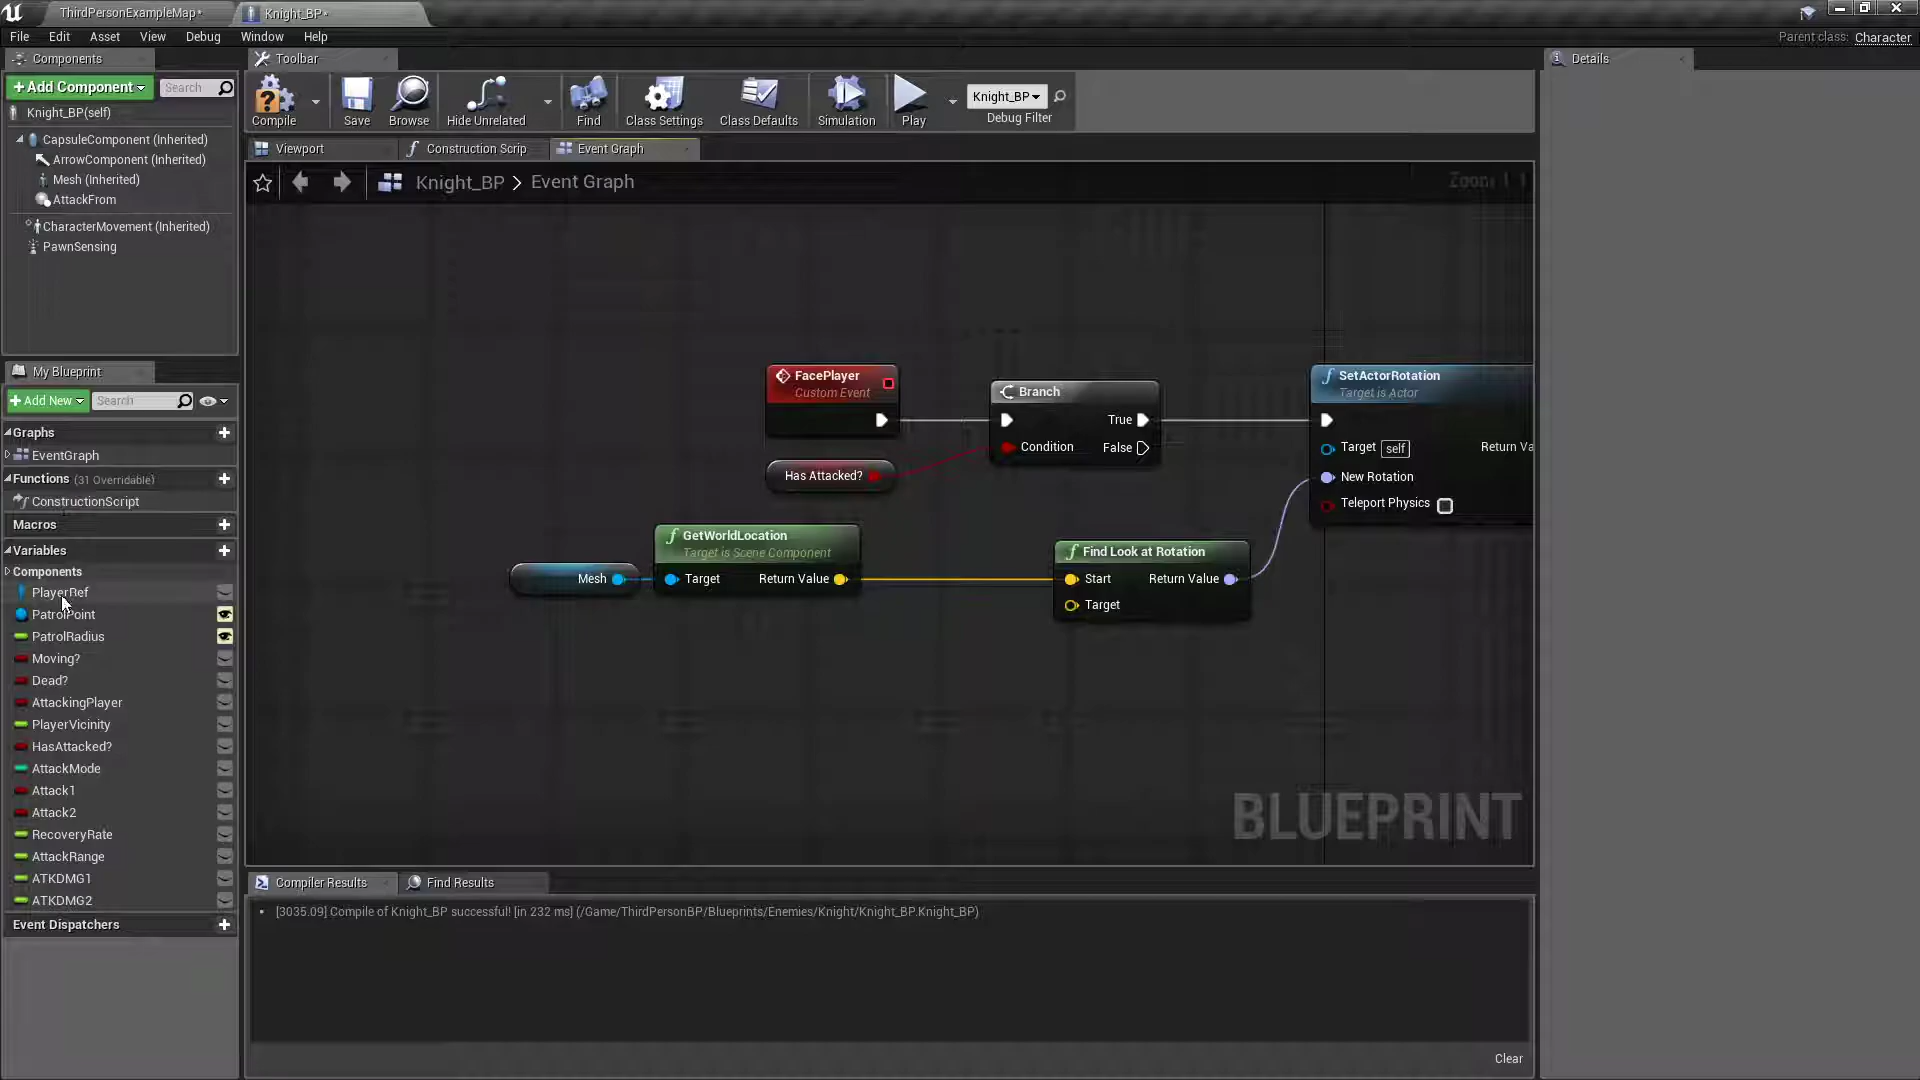 ThirdPersonExampleMap*
Knight_BP*
File Edit Asset View Debug Window Help
Parent class: Character
Components
Toolbar
Details
+Add Component
Search
Knight_BP(self)
CapsuleComponent (Inherited)
ArrowComponent (Inherited)
Mesh (Inherited)
AttackFrom
CharacterMovement (Inherited)
PawnSensing
Compile
Save
Browse
Hide Unrelated
Find
Class Settings
Class Defaults
Simulation
Play
Knight_BP
Debug Filter
Viewport
Construction Scrip
Event Graph
Knight_BP > Event Graph
My Blueprint
+Add New
Search
Graphs
EventGraph
Functions (31 Overridable)
ConstructionScript
Macros
Variables
Components
PlayerRef
PatrolPoint
PatrolRadius
Moving?
Dead?
AttackingPlayer
PlayerVicinity
HasAttacked?
AttackMode
Attack1
Attack2
RecoveryRate
AttackRange
ATKDMG1
ATKDMG2
Event Dispatchers
FacePlayer
Custom Event
Has Attacked?
Branch
True
Condition
False
SetActorRotation
Target is Actor
Target self
Return Va
New Rotation
Teleport Physics
Mesh
GetWorldLocation
Target is Scene Component
Target
Return Value
Find Look at Rotation
Start
Return Value
Target
BLUEPRINT
Compiler Results
Find Results
[3035.09] Compile of Knight_BP successful! [in 232 ms] (/Game/ThirdPersonBP/Blueprints/Enemies/Knight/Knight_BP.Knight_BP)
Clear